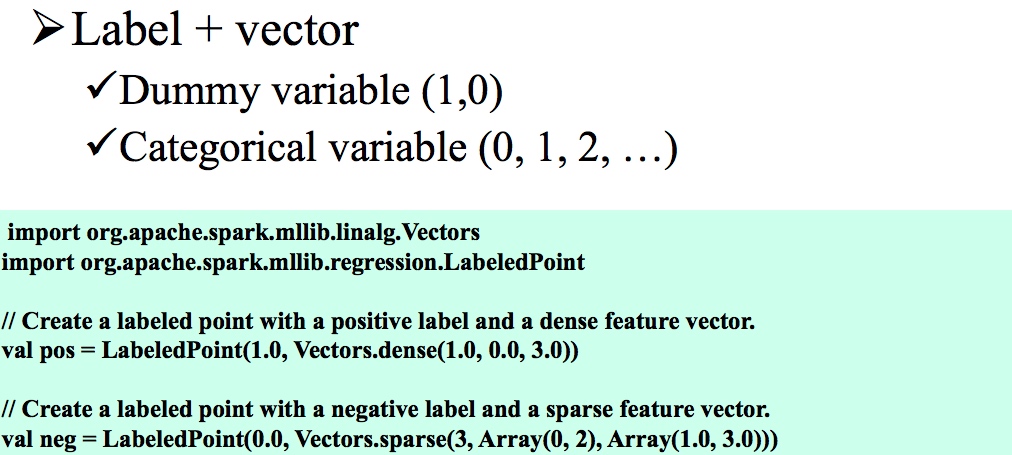 ➢Label + vector
✓Dummy variable (1,0)
✓Categorical variable (0, 1, 2, …)
import org.apache.spark.mllib.linalg.Vectors
import org.apache.spark.mllib.regression.LabeledPoint
// Create a labeled point with a positive label and a dense feature vector.
val pos = LabeledPoint(1.0, Vectors.dense(1.0, 0.0, 3.0))
// Create a labeled point with a negative label and a sparse feature vector.
val neg = LabeledPoint(0.0, Vectors.sparse(3, Array(0, 2), Array(1.0, 3.0)))